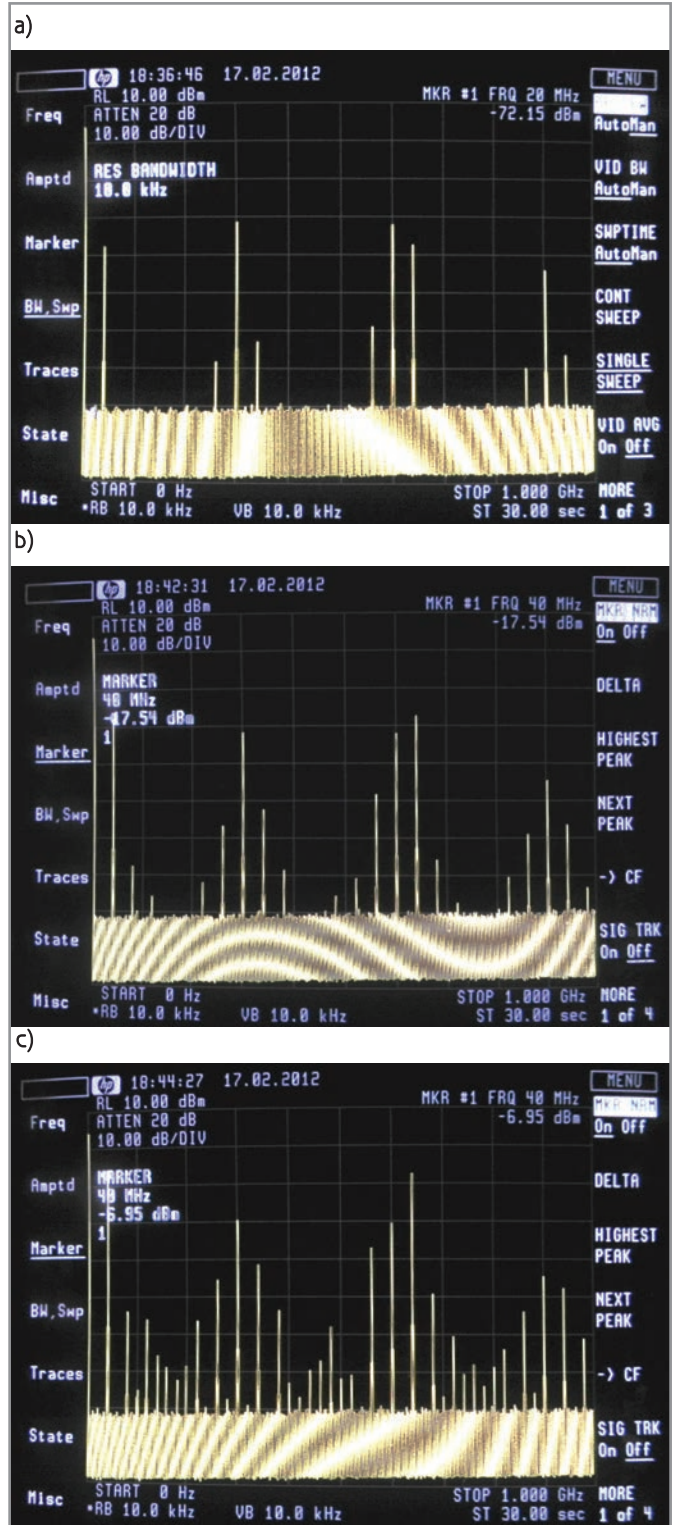 a)
hp 18:36:46 17.02.2012
MENU
RL 10.00 dBm
MKR #1 FRQ 20 MHz
Freq
ATTEN 20 dB
-72.15 dBm
AutoMan
10.00 dB/DIV
Amptd
RES BANDWIDTH
10.0 kHz
VID BW
AutoMan
Marker
SWPTIME
AutoMan
BW,Swp
CONT
SWEEP
Traces
SINGLE
SWEEP
State
VID AVG
On Off
Misc
START 0 Hz
STOP 1.000 GHz
MORE
*RB 10.0 kHz VB 10.0 kHz
ST 30.00 sec
1 of 3
b)
hp 18:42:31 17.02.2012
MENU
RL 10.00 dBm
MKR #1 FRQ 40 MHz
MKR NRM
Freq
ATTEN 20 dB
-17.54 dBm
On Off
10.00 dB/DIV
Amptd
MARKER
40 MHz
-17.54 dBm
1
DELTA
Marker
HIGHEST
PEAK
BW,Swp
NEXT
PEAK
Traces
-> CF
State
SIG TRK
On Off
Misc
START 0 Hz
STOP 1.000 GHz
MORE
*RB 10.0 kHz VB 10.0 kHz
ST 30.00 sec
1 of 4
c)
hp 18:44:27 17.02.2012
MENU
RL 10.00 dBm
MKR #1 FRQ 40 MHz
MKR NRM
Freq
ATTEN 20 dB
-6.95 dBm
On Off
10.00 dB/DIV
Amptd
MARKER
40 MHz
-6.95 dBm
1
DELTA
Marker
HIGHEST
PEAK
BW,Swp
NEXT
PEAK
Traces
-> CF
State
SIG TRK
On Off
Misc
START 0 Hz
STOP 1.000 GHz
MORE
*RB 10.0 kHz VB 10.0 kHz
ST 30.00 sec
1 of 4